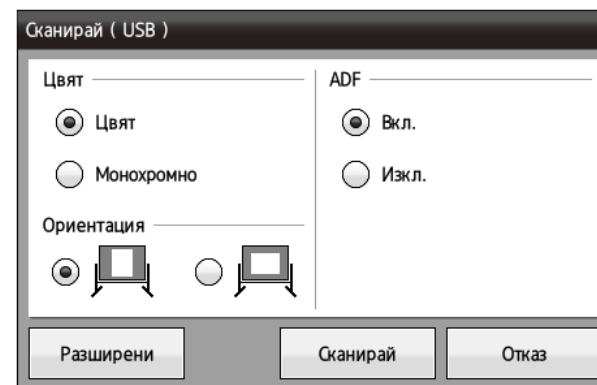 Сканирай ( USB )
Цвят
Цвят
Монохромно
Ориентация
ADF
Вкл.
Изкл.
Разширени
Сканирай
Отказ